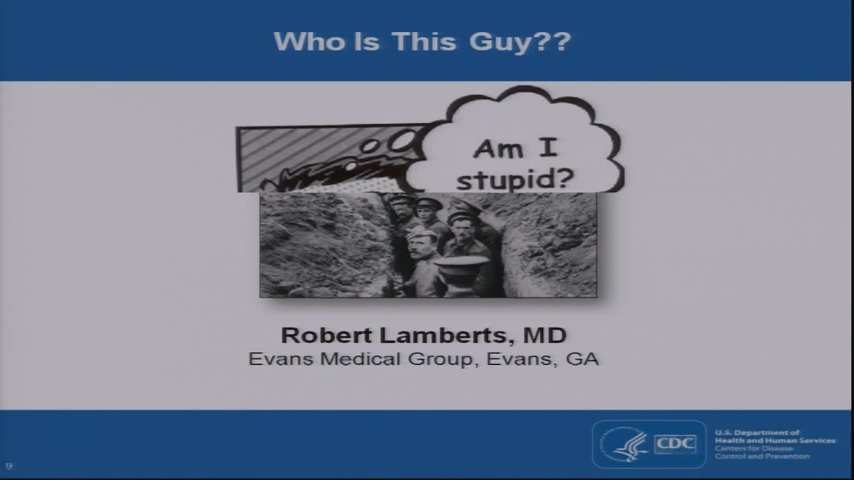 Who Is This Guy??
Am I
stupid?
Robert Lamberts, MD
Evans Medical Group, Evans, GA
CDC
U.S. Department of
Health and Human Services
Centers for Disease
Control and Prevention
9